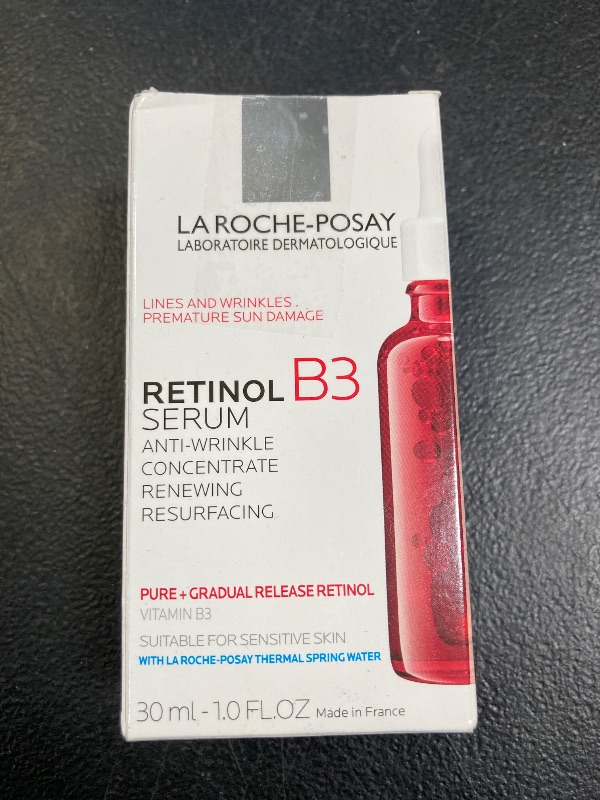 LA ROCHE-POSAY
LABORATOIRE DERMATOLOGIQUE
LINES AND WRINKLES .
PREMATURE SUN DAMAGE
RETINOL B3
SERUM
ANTI-WRINKLE
CONCENTRATE
RENEWING
RESURFACING
PURE + GRADUAL RELEASE RETINOL
VITAMIN B3
SUITABLE FOR SENSITIVE SKIN
WITH LA ROCHE-POSAY THERMAL SPRING WATER
30 ml - 1.0 FL.OZ Made in France